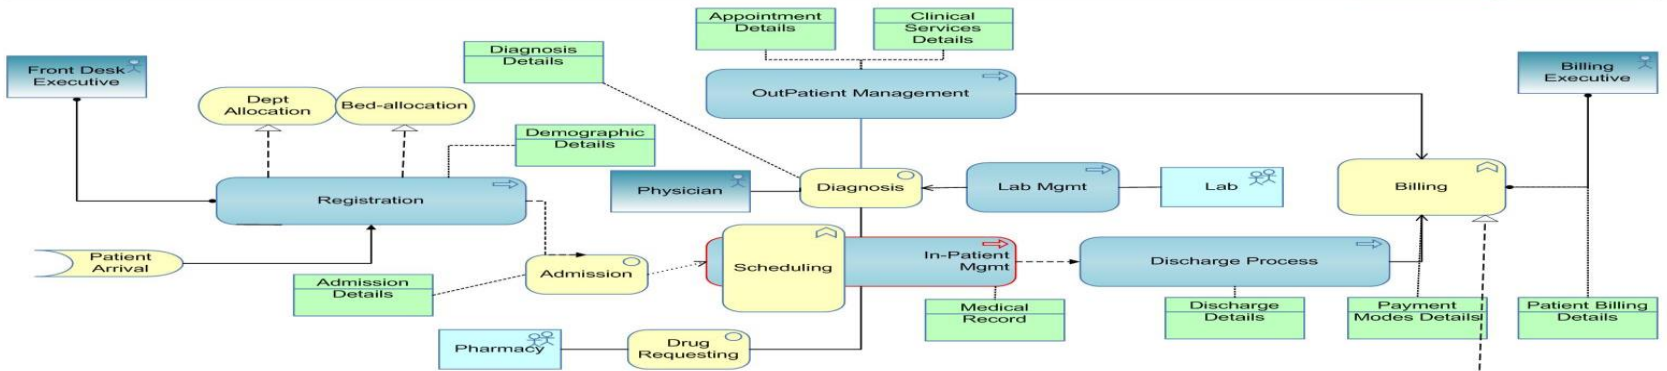 Appointment
Details
Clinical
Services
Details
Diagnosis
Details
Front Desk
Executive
Billing
Executive
Dept
Allocation
Bed-allocation
OutPatient Management
Demographic
Details
Physician
Diagnosis
Lab Mgmt
Lab
Billing
Registration
Patient
Arrival
Admission
Scheduling
In-Patient
Mgmt
Discharge Process
Admission
Details
Medical
Record
Discharge
Details
Payment
Modes Details
Patient Billing
Details
Pharmacy
Drug
Requesting